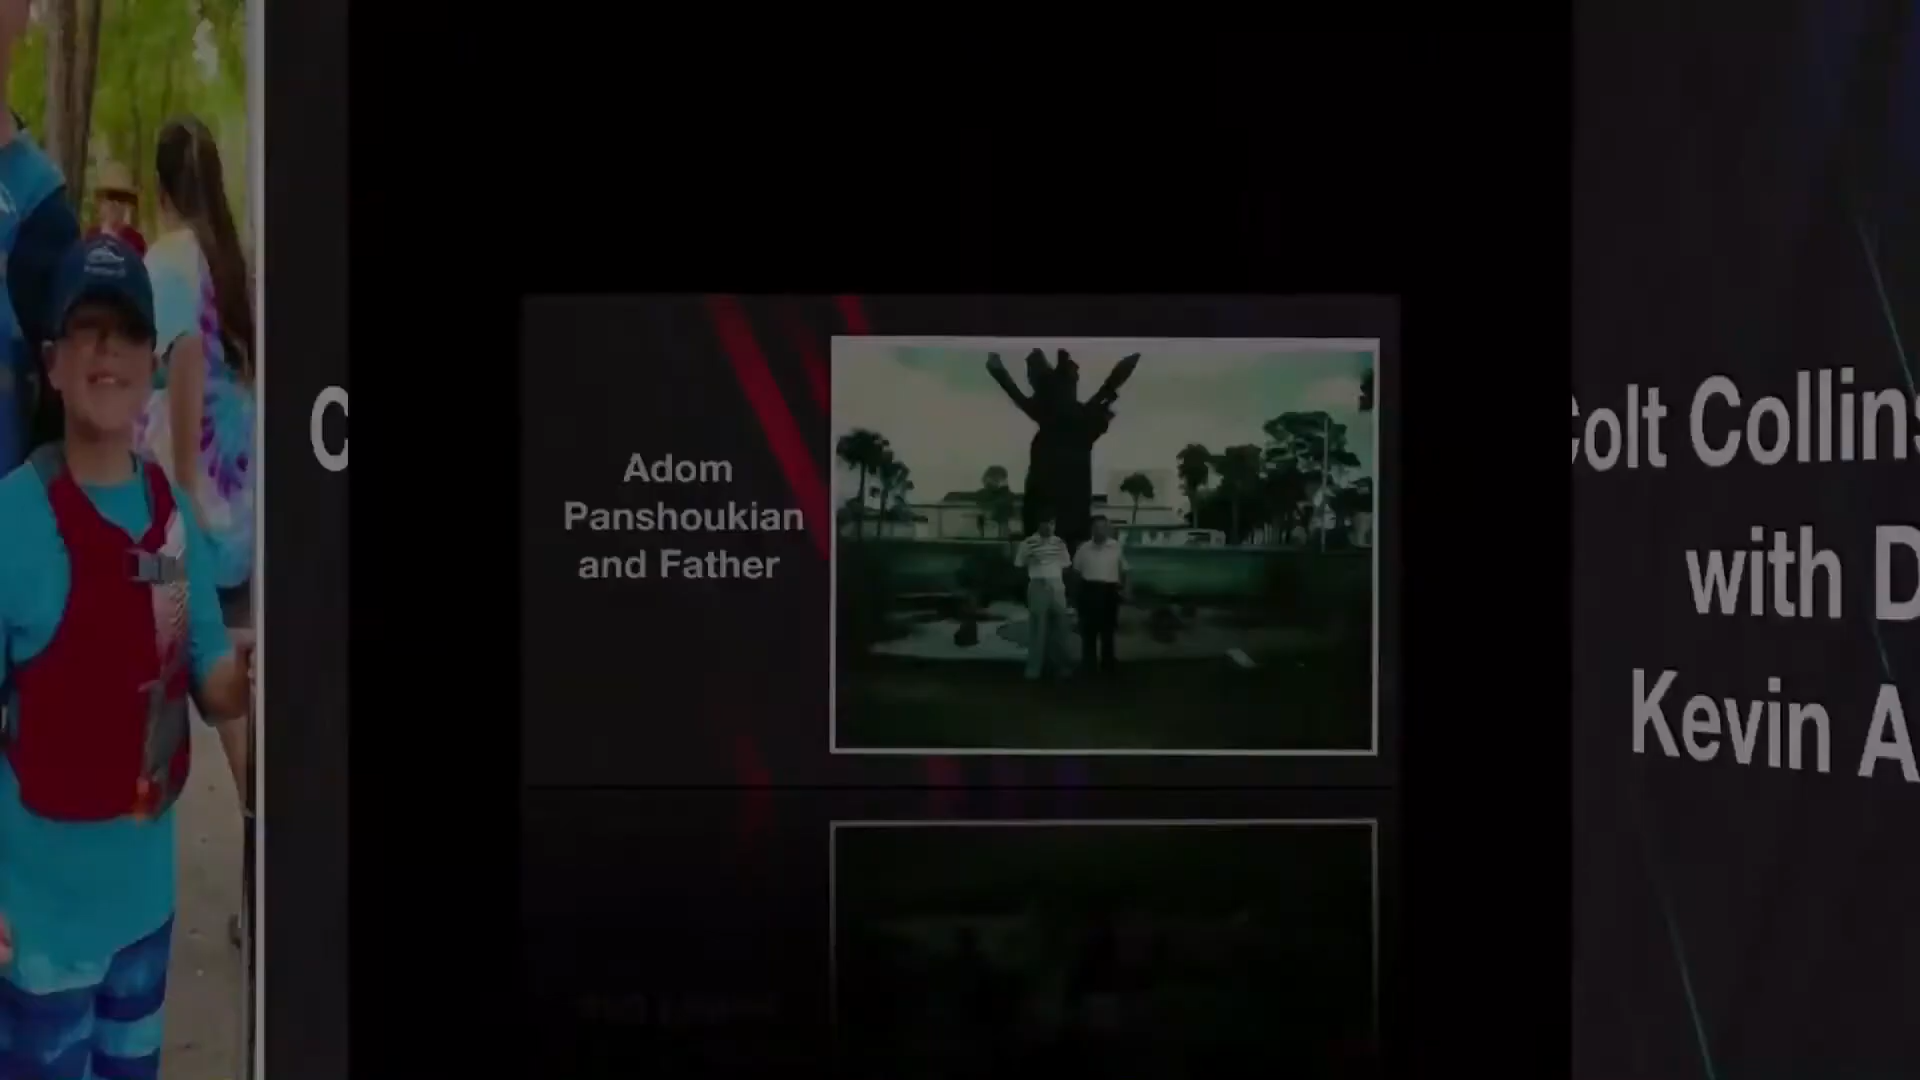 C
Adom
Panshoukian
and Father
Colt Collins
with D
Kevin A